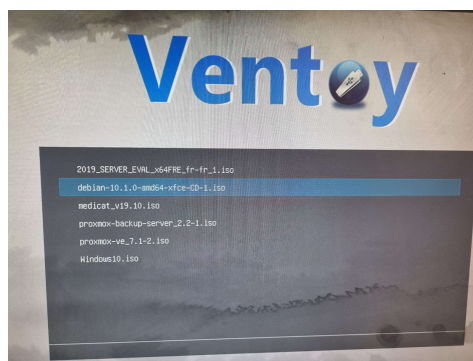 Ventoy
2019_SERVER_EVAL_x64FRE_fr-fr_1.iso
debian-10.1.0-amd64-xfce-CD-1.iso
medicat_v19.10.iso
proxmox-backup-server_2.2-1.iso
proxmox-ve_7.1-2.iso
Windows10.iso